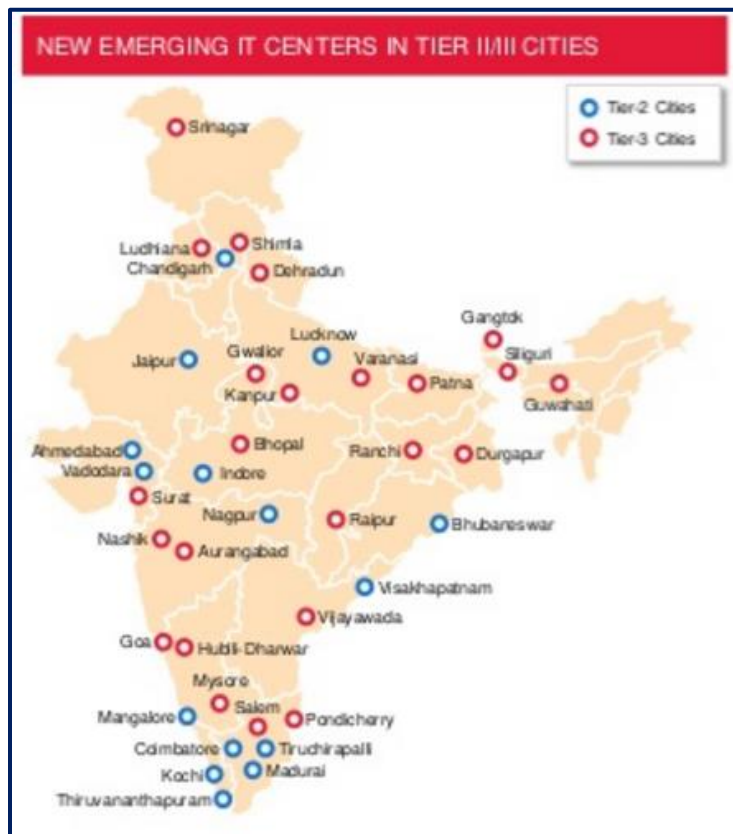 NEW EMERGING IT CENTERS IN TIER II/III CITIES
Tier-2 Cities
Tier-3 Cities
Srinagar
Ludhiana
Shimla
Chandigarh
Dehradun
Gangtok
Lucknow
Siliguri
Jaipur
Gwalior
Varanasi
Kanpur
Patna
Guwahati
Ahmedabad
Bhopal
Ranchi
Durgapur
Vadodara
Indore
Surat
Nagpur
Raipur
Bhubareswar
Nashik
Aurangabad
Visakhapatnam
Vijayawada
Goa
Hubli-Dharwar
Mysore
Salem
Mangalore
Pondicherry
Coimbatore
Tiruchirapalli
Kochi
Madurai
Thiruvananthapuram